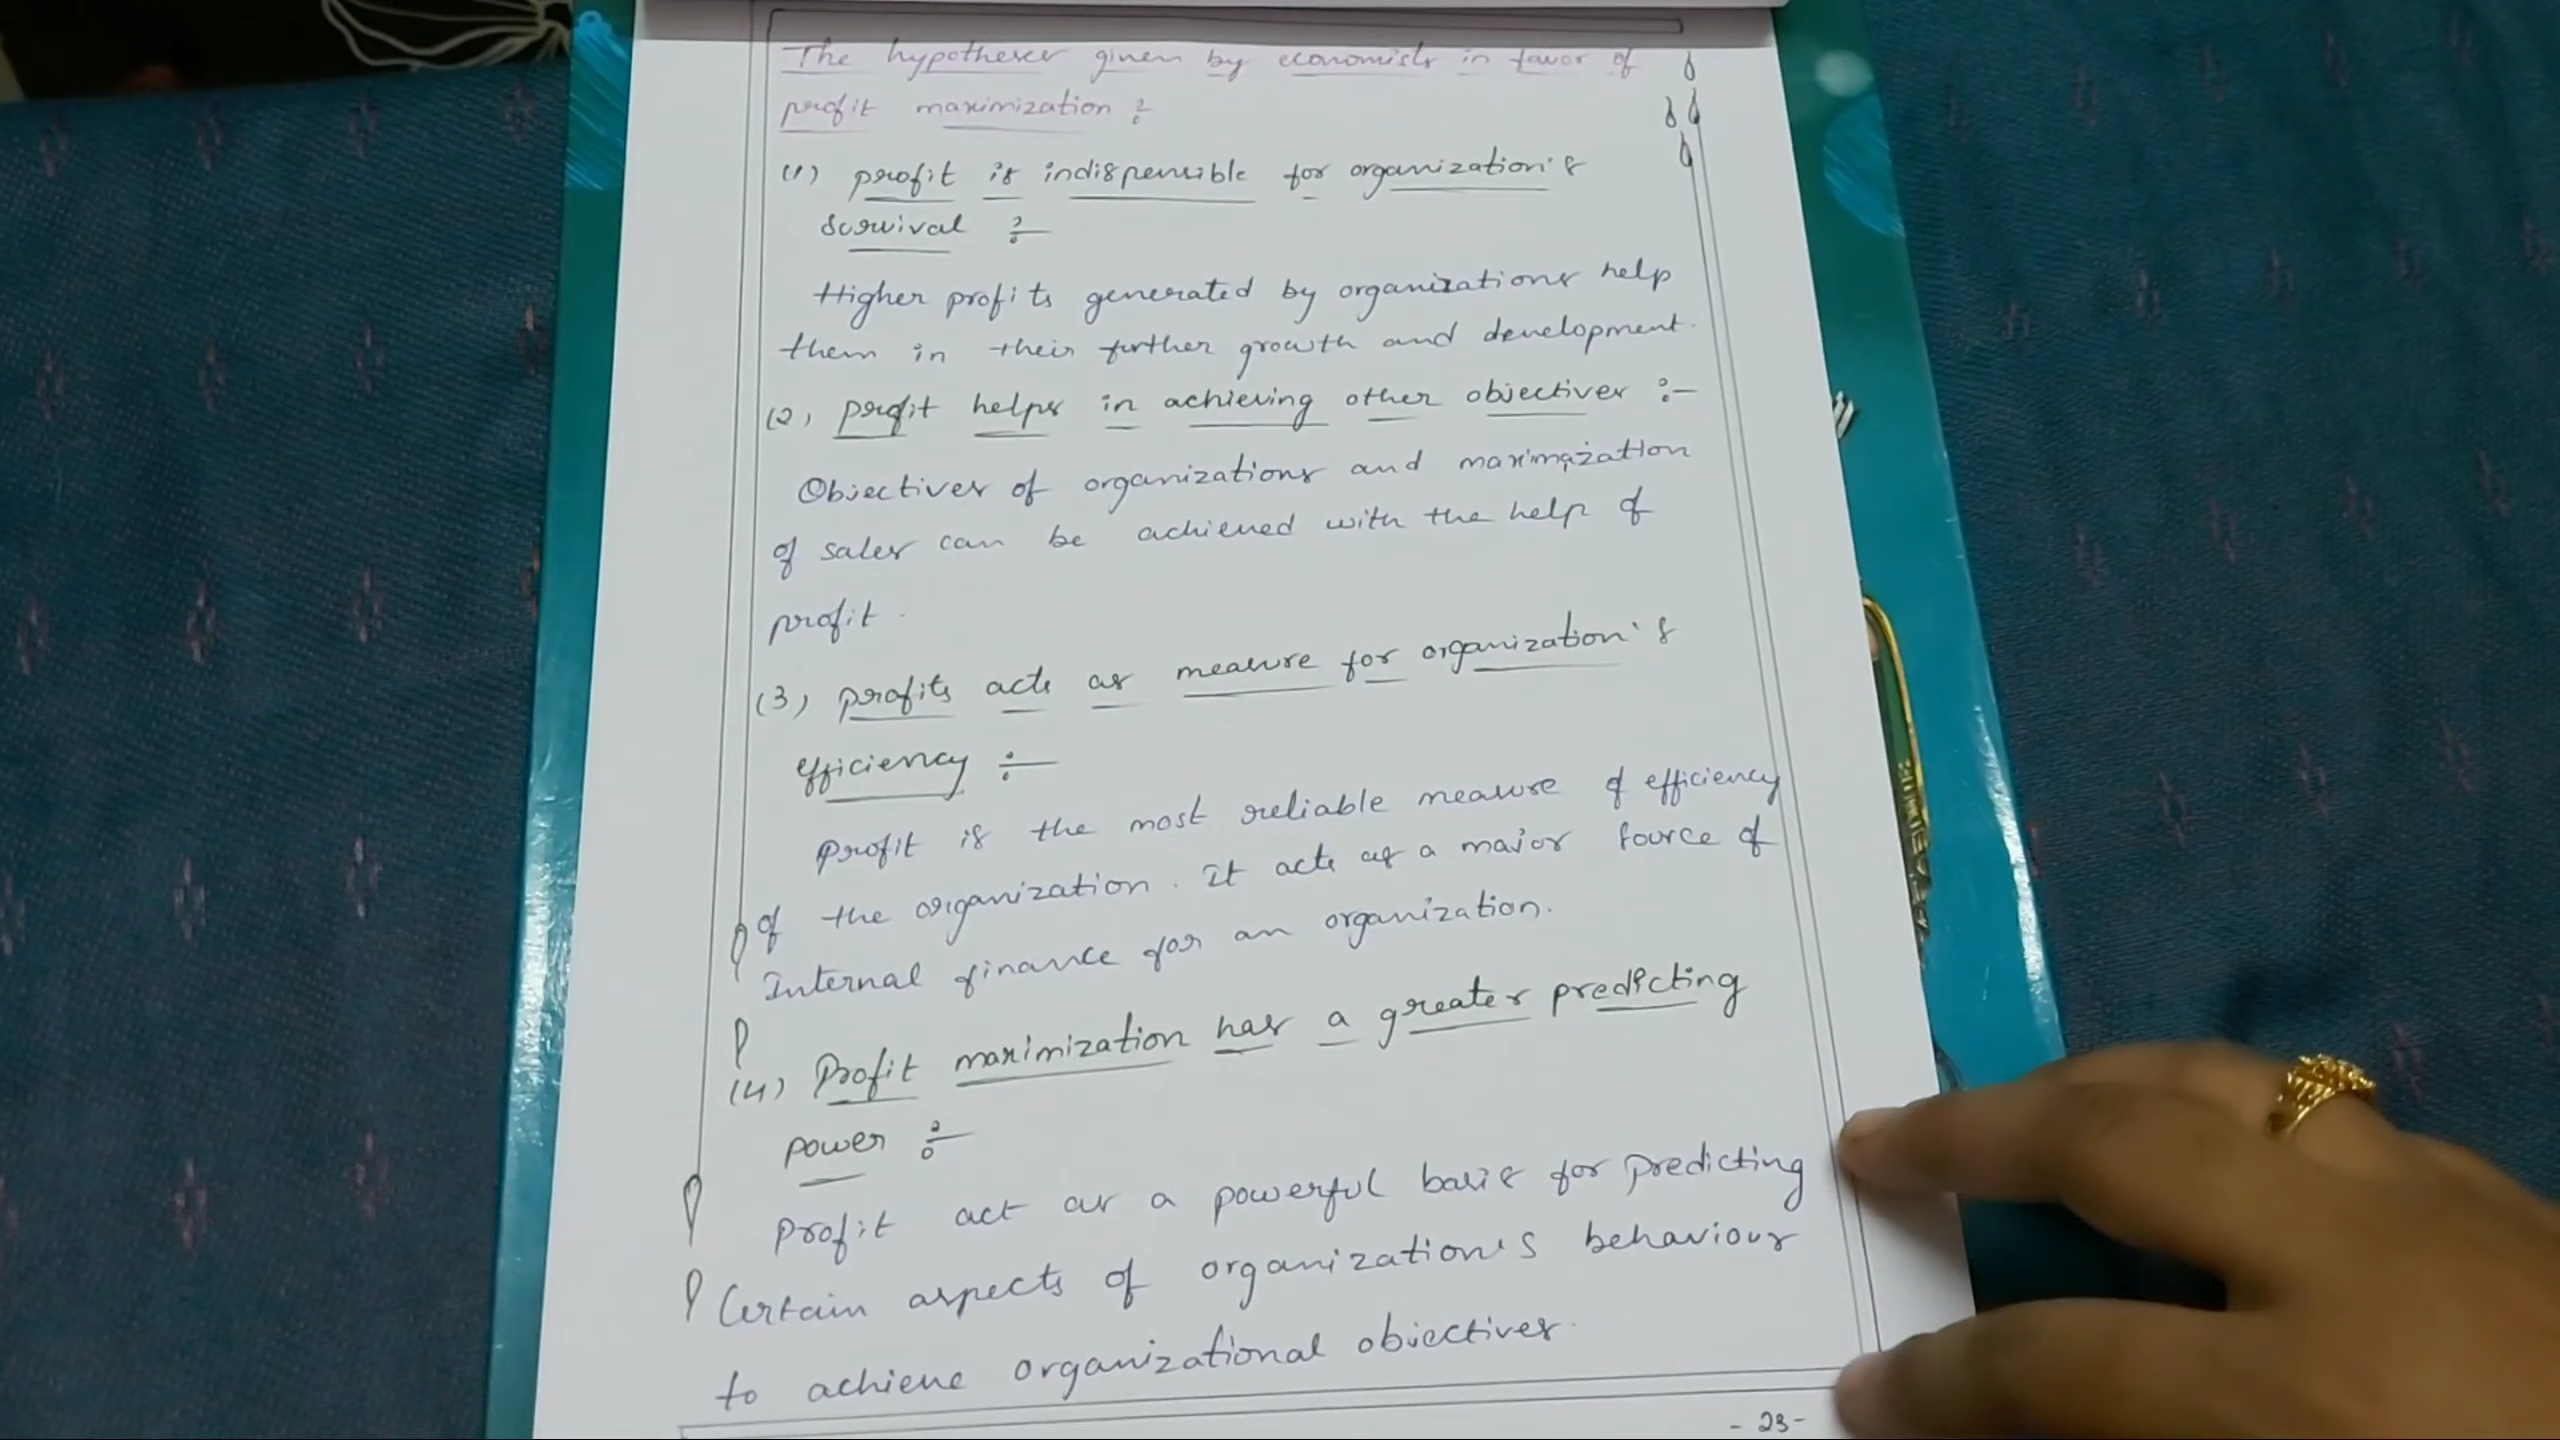 The hypotheses given by economists in favor of
profit maximization :-
(1) profit is indispensible for organization's
survival :-
Higher profits generated by organizations help
them in their further growth and development.
(2) profit helps in achieving other objectives :-
Objectives of organizations and maximazation
of sales can be achieved with the help of
profit.
(3) profits acts as measure for organization's
efficiency :-
profit is the most reliable measure of efficiency
of the organization. It acts as a major source of
Internal finance for an organization.
(4) Profit maximization has a greater predicting
power :-
profit act as a powerful basis for predicting
Certain aspects of organization's behaviour
to achieve organizational objectives.
- 23 -